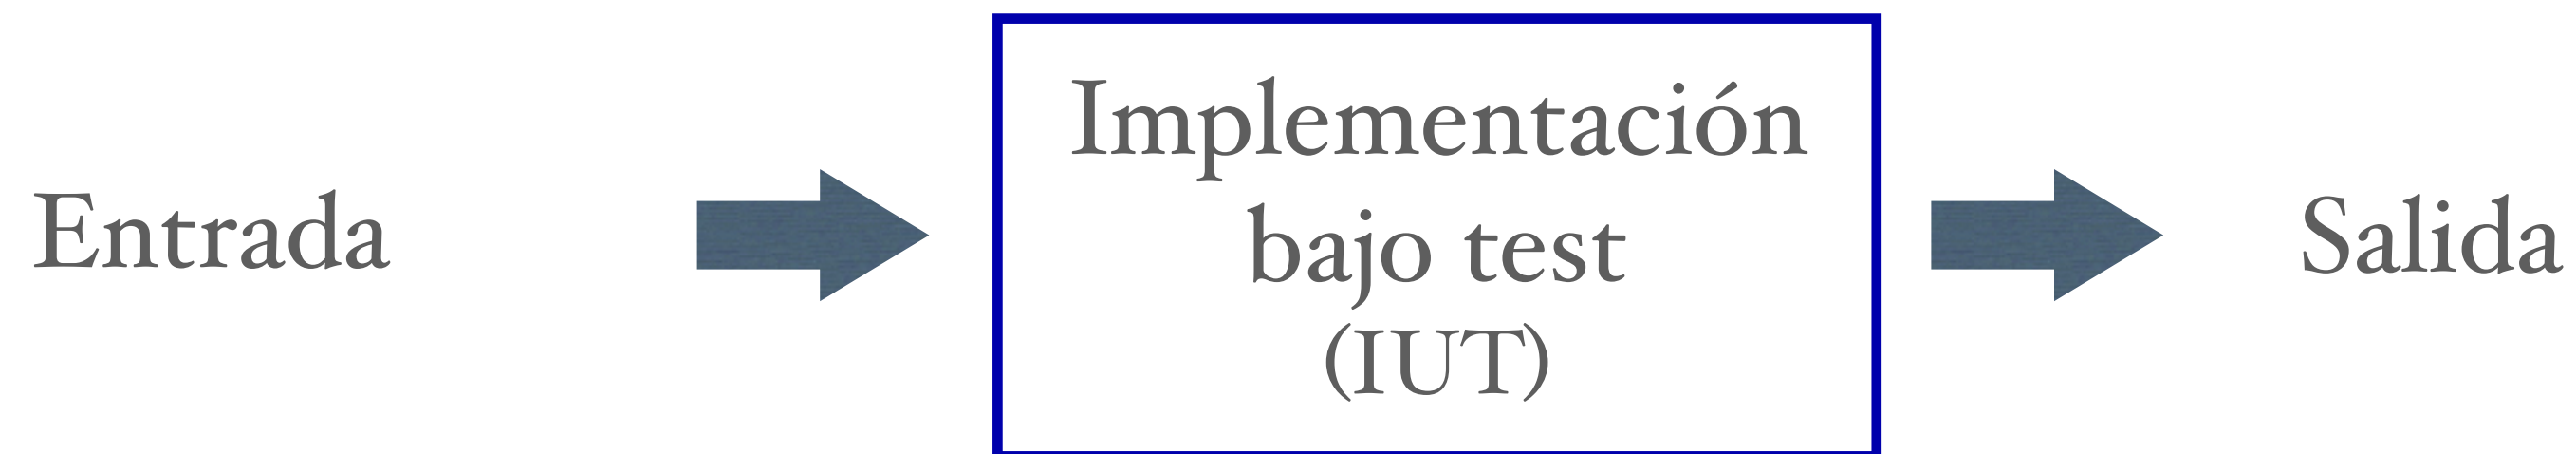 Entrada
Implementación
bajo test
(IUT)
Salida